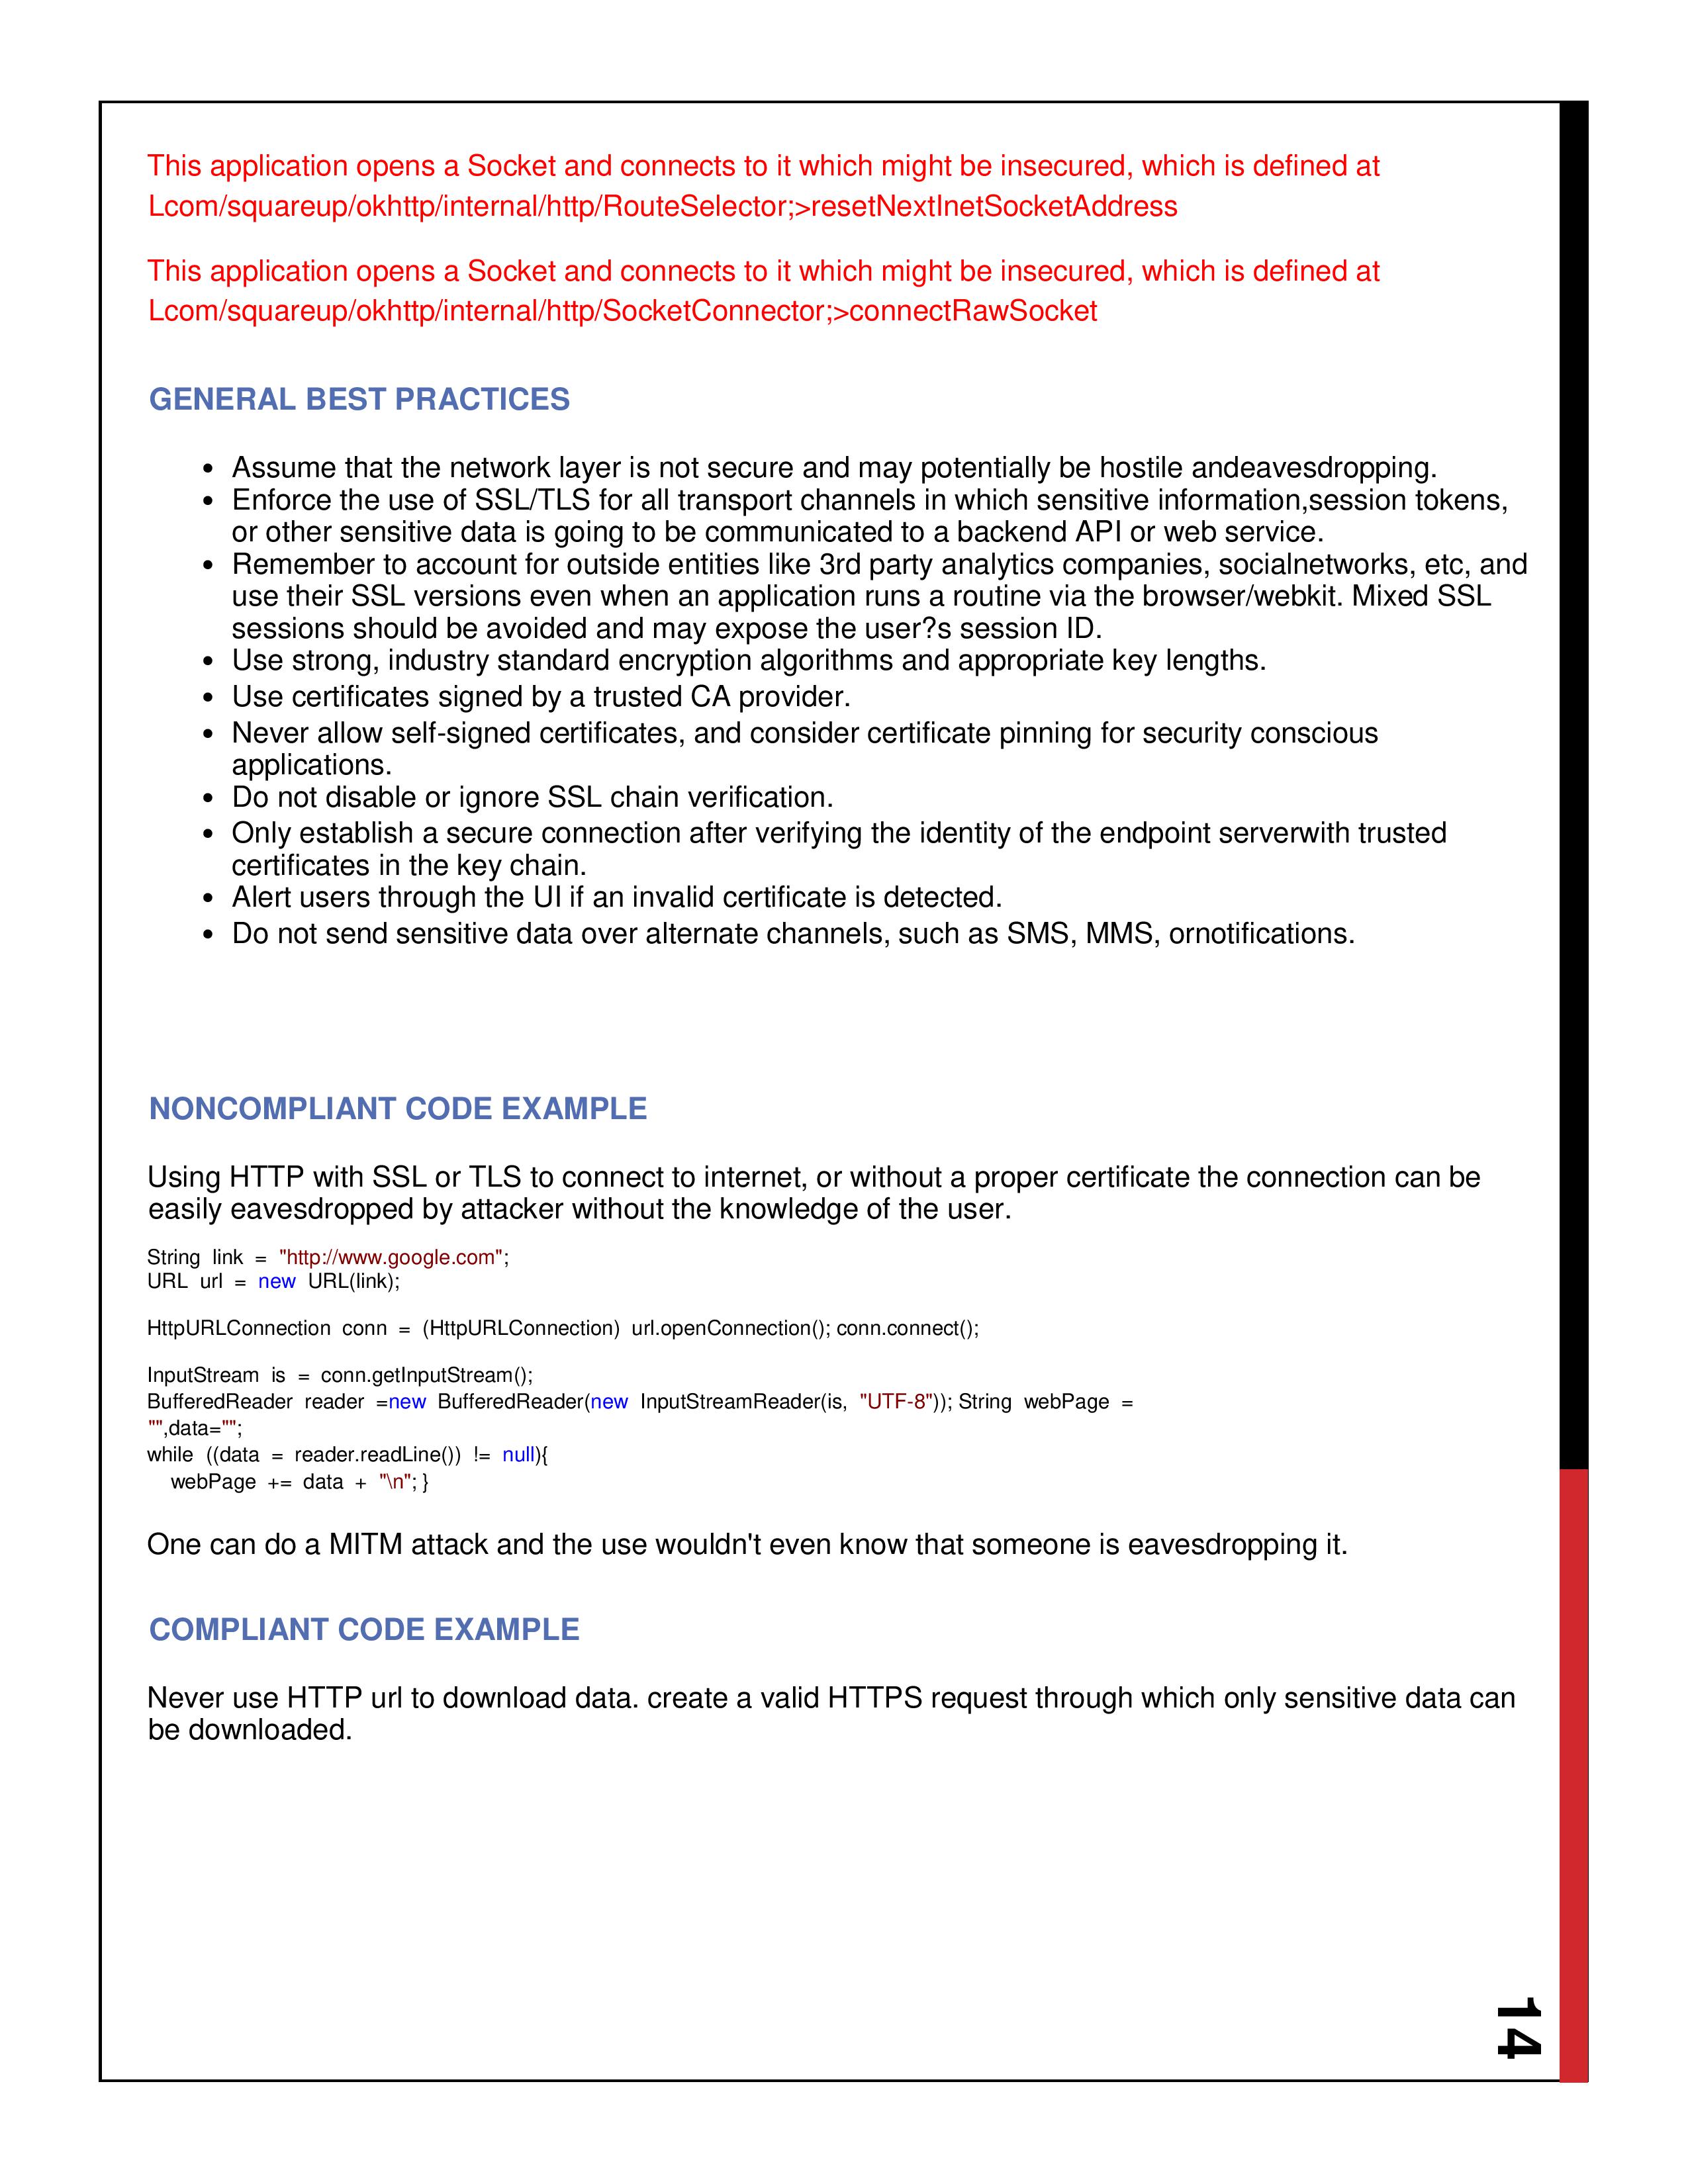 This application opens a Socket and connects to it which might be insecured, which is defined at
Lcom/squareup/okhttp/internal/http/RouteSelector;>resetNextInetSocketAddress
This application opens a Socket and connects to it which might be insecured, which is defined at
Lcom/squareup/okhttp/internal/http/SocketConnector;>connectRawSocket
GENERAL BEST PRACTICES
• Assume that the network layer is not secure and may potentially be hostile andeavesdropping.
• Enforce the use of SSL/TLS for all transport channels in which sensitive information,session tokens,
or other sensitive data is going to be communicated to a backend API or web service.
• Remember to account for outside entities like 3rd party analytics companies, socialnetworks, etc, and
use their SSL versions even when an application runs a routine via the browser/webkit. Mixed SSL
sessions should be avoided and may expose the user?s session ID.
• Use strong, industry standard encryption algorithms and appropriate key lengths.
• Use certificates signed by a trusted CA provider.
• Never allow self-signed certificates, and consider certificate pinning for security conscious
applications.
• Do not disable or ignore SSL chain verification.
• Only establish a secure connection after verifying the identity of the endpoint serverwith trusted
certificates in the key chain.
• Alert users through the UI if an invalid certificate is detected.
• Do not send sensitive data over alternate channels, such as SMS, MMS, ornotifications.
NONCOMPLIANT CODE EXAMPLE
Using HTTP with SSL or TLS to connect to internet, or without a proper certificate the connection can be
easily eavesdropped by attacker without the knowledge of the user.
String link = "http://www.google.com";
URL url = new URL(link);
HttpURLConnection conn = (HttpURLConnection) url.openConnection(); conn.connect();
InputStream is = conn.getInputStream();
BufferedReader reader =new BufferedReader(new InputStreamReader(is, "UTF-8")); String webPage =
"",data="";
while ((data = reader.readLine()) != null){
webPage += data + "\n"; }
One can do a MITM attack and the use wouldn't even know that someone is eavesdropping it.
COMPLIANT CODE EXAMPLE
Never use HTTP url to download data. create a valid HTTPS request through which only sensitive data can
be downloaded.
14